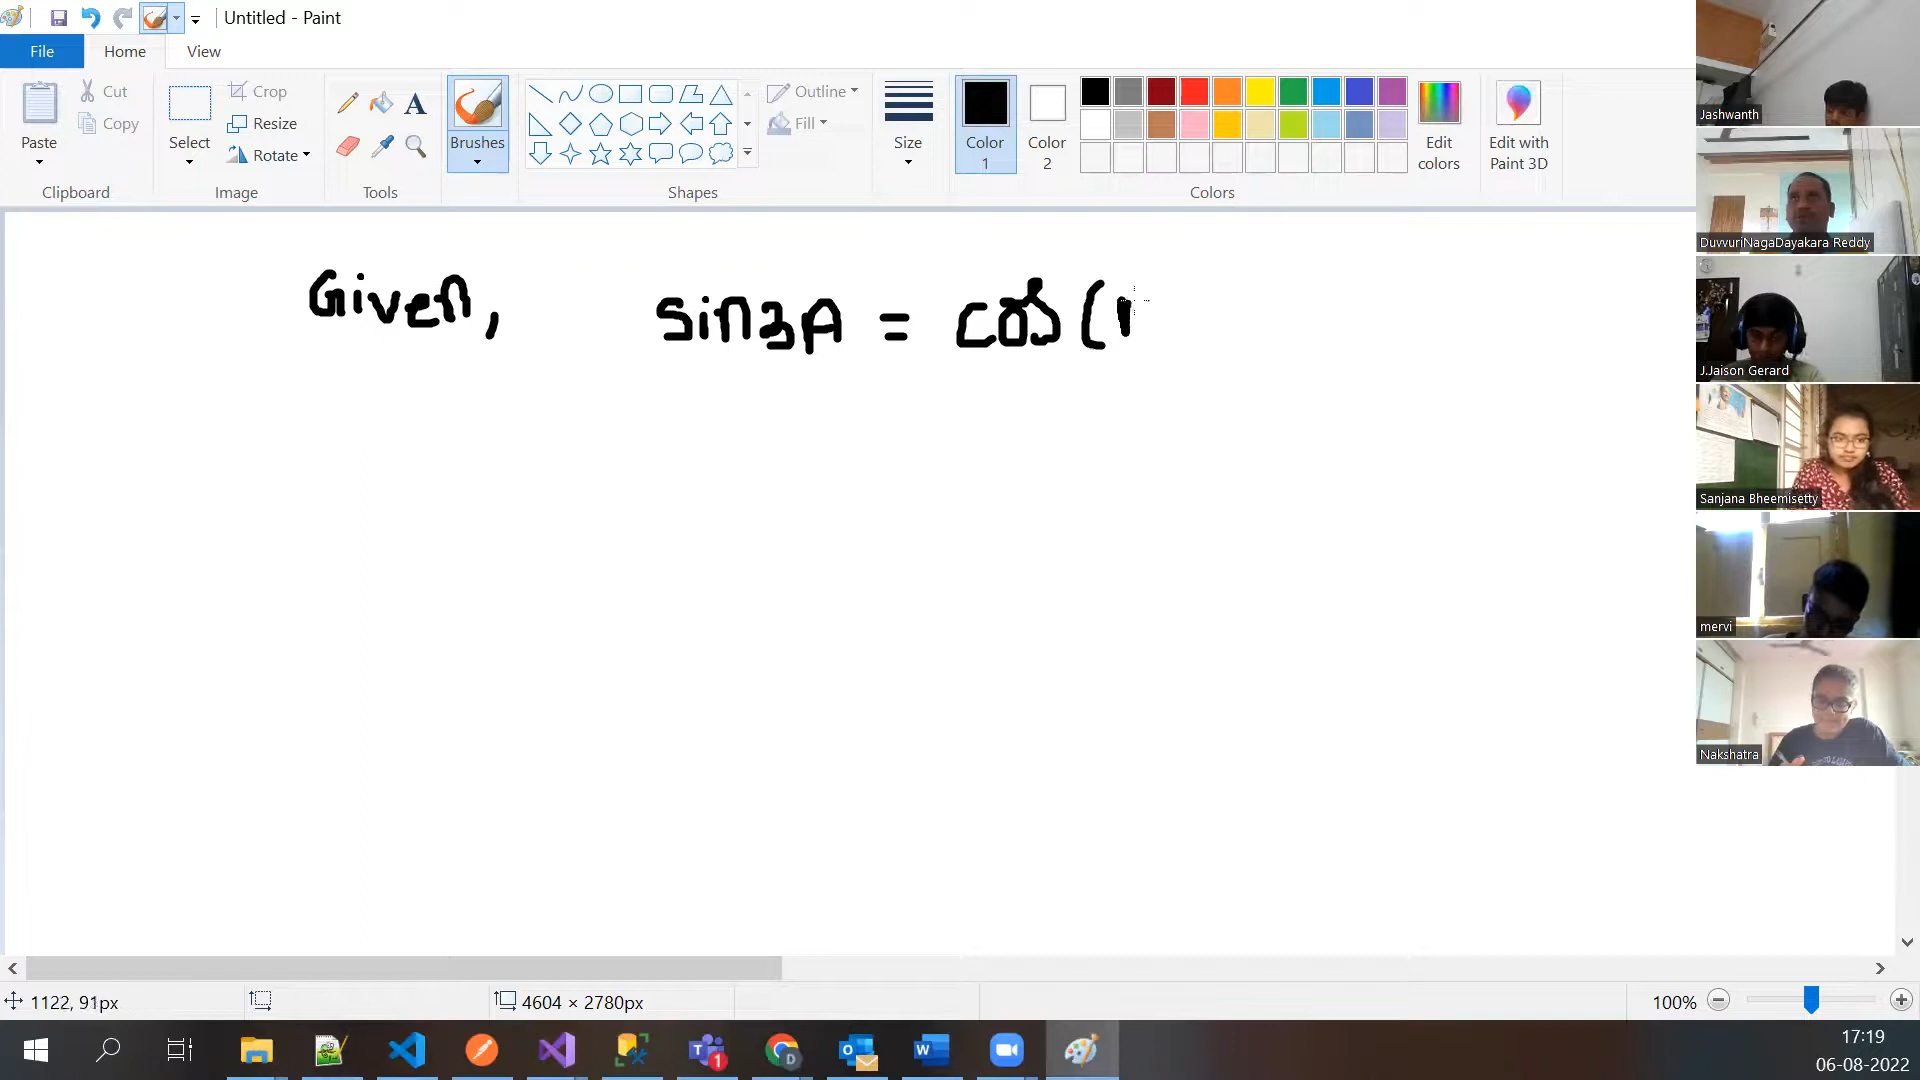 Untitled - Paint
File Home View
Paste Cut Copy Clipboard
Select Crop Resize Rotate Image
A Tools
Brushes
Shapes Outline Fill
Size
Color 1 Color 2 Edit colors Colors
Edit with Paint 3D
Given, sin3A = cos(
Jashwanth
DuvvuriNagaDayakara Reddy
J.Jaison Gerard
Sanjana Bheemisetty
mervi
Nakshatra
1122, 91px 4604 × 2780px 100%
1 D W
17:19
06-08-2022